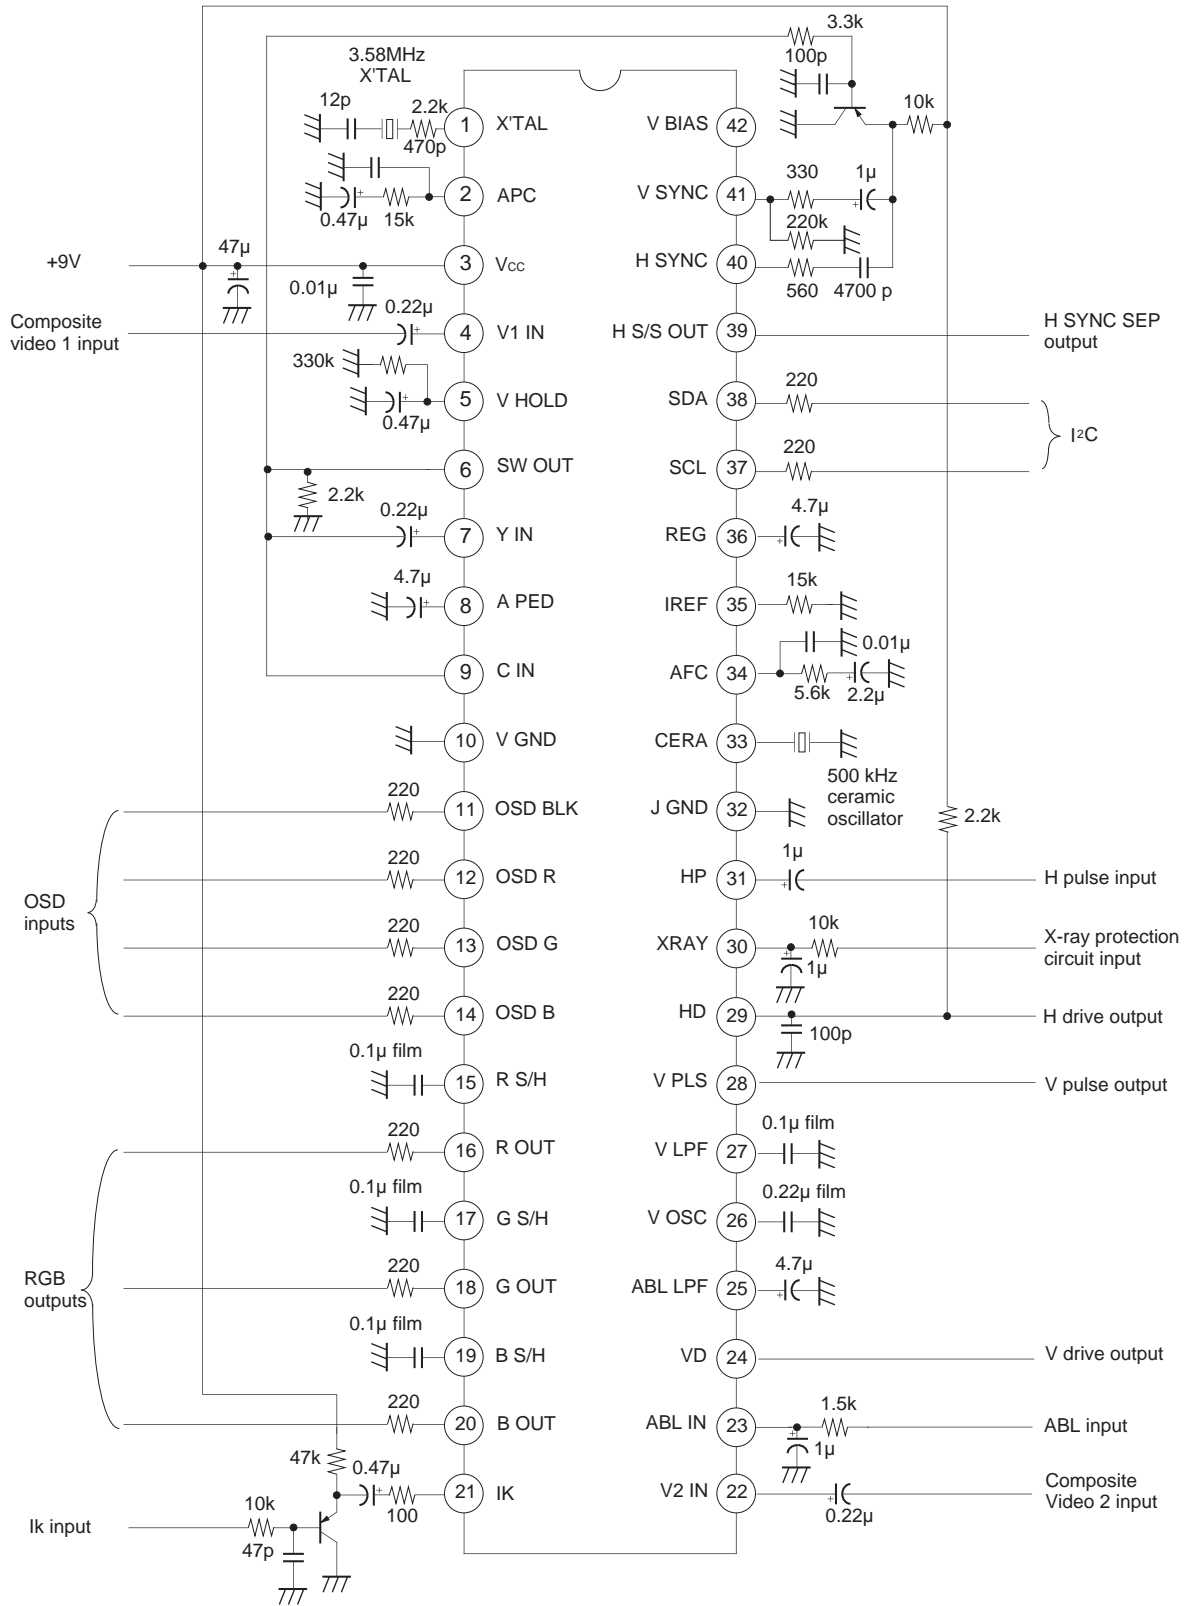 3.3k
3.58MHz
X'TAL
100p
12p
2.2k
470p
1
X'TAL
V BIAS
42
10k
0.47µ
15k
2
APC
V SYNC
41
330
1µ
220k
+9V
47µ
0.01µ
3
VCC
H SYNC
40
560
4700 p
Composite
video 1 input
0.22µ
4
V1 IN
H S/S OUT
39
H SYNC SEP
output
330k
0.47µ
5
V HOLD
SDA
38
220
I²C
6
SW OUT
2.2k
SCL
37
220
0.22µ
7
Y IN
REG
36
4.7µ
4.7µ
8
A PED
IREF
35
15k
9
C IN
AFC
34
0.01µ
5.6k
2.2µ
10
V GND
CERA
33
500 kHz
ceramic
oscillator
OSD
inputs
220
11
OSD BLK
J GND
32
2.2k
220
12
OSD R
HP
31
1µ
H pulse input
220
13
OSD G
XRAY
30
10k
1µ
X-ray protection
circuit input
220
14
OSD B
HD
29
100p
H drive output
0.1µ film
15
R S/H
V PLS
28
V pulse output
RGB
outputs
220
16
R OUT
V LPF
27
0.1µ film
0.1µ film
17
G S/H
V OSC
26
0.22µ film
220
18
G OUT
ABL LPF
25
4.7µ
0.1µ film
19
B S/H
VD
24
V drive output
220
20
B OUT
ABL IN
23
1.5k
1µ
ABL input
47k
0.47µ
100
21
IK
V2 IN
22
0.22µ
Composite
Video 2 input
Ik input
10k
47p